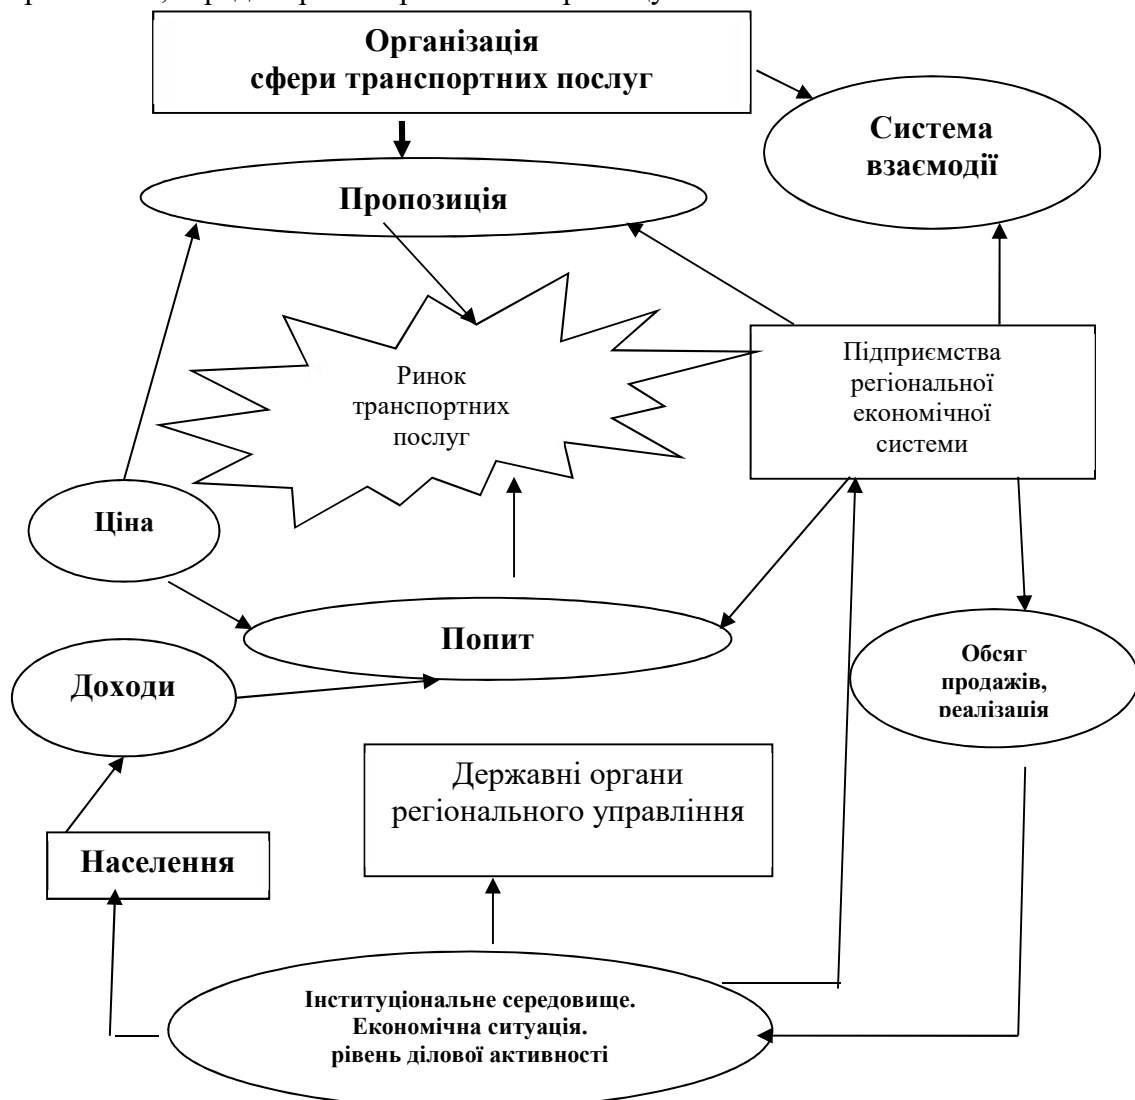 Організація
сфери транспортних послуг
Система
взаємодії
Пропозиція
Підприємства
регіональної
економічної
системи
Ринок
транспортних
послуг
Ціна
Попит
Обсяг
продажів,
реалізація
Доходи
Державні органи
регіонального управління
Населення
Інституціональне середовище.
Економічна ситуація.
рівень ділової активності